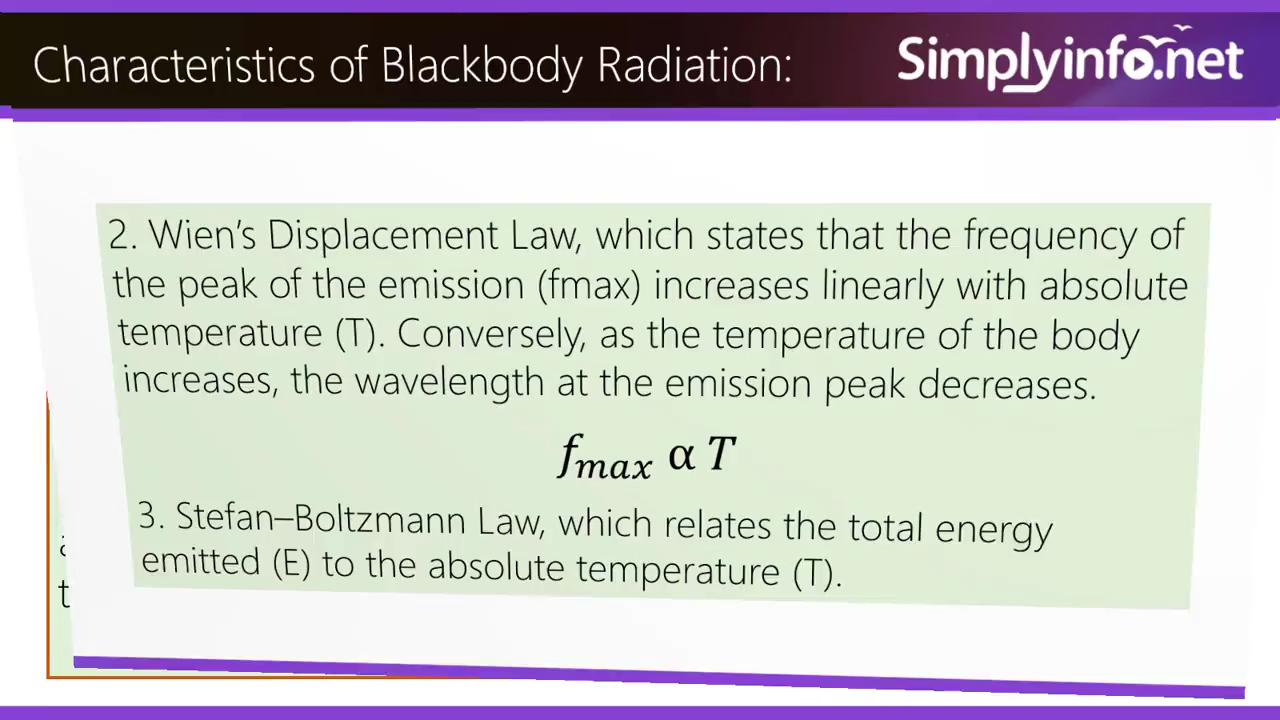 Characteristics of Blackbody Radiation:
Simplyinfo.net
2. Wien's Displacement Law, which states that the frequency of
the peak of the emission (fmax) increases linearly with absolute
temperature (T). Conversely, as the temperature of the body
increases, the wavelength at the emission peak decreases.
f_max α T
3. Stefan–Boltzmann Law, which relates the total energy
emitted (E) to the absolute temperature (T).